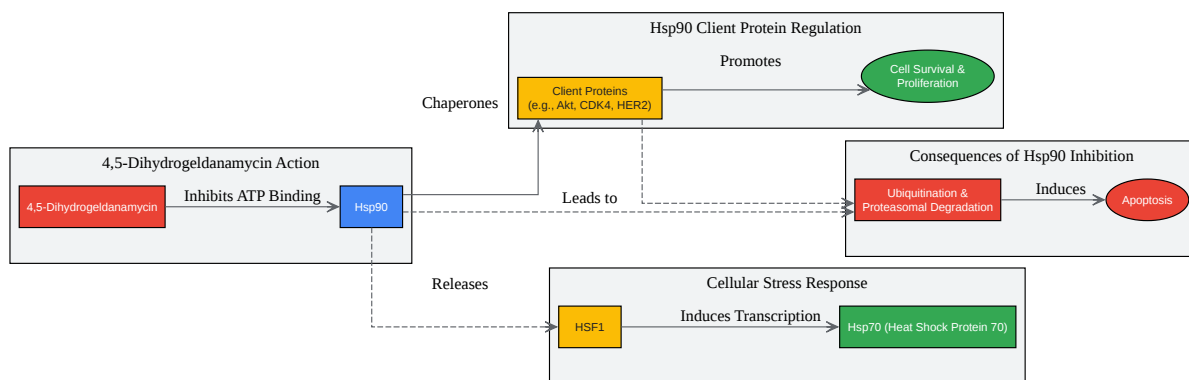 Hsp90 Client Protein Regulation
Promotes
Cell Survival &
Proliferation
Client Proteins
(e.g., Akt, CDK4, HER2)
Chaperones
4,5-Dihydrogeldanamycin Action
4,5-Dihydrogeldanamycin
Inhibits ATP Binding
Hsp90
Leads to
Consequences of Hsp90 Inhibition
Ubiquitination &
Proteasomal Degradation
Induces
Apoptosis
Releases
Cellular Stress Response
HSF1
Induces Transcription
Hsp70 (Heat Shock Protein 70)